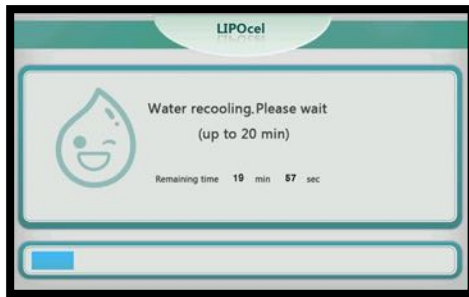 LIPOcel
Water recooling.Please wait
(up to 20 min)
Remaining time 19 min 57 sec